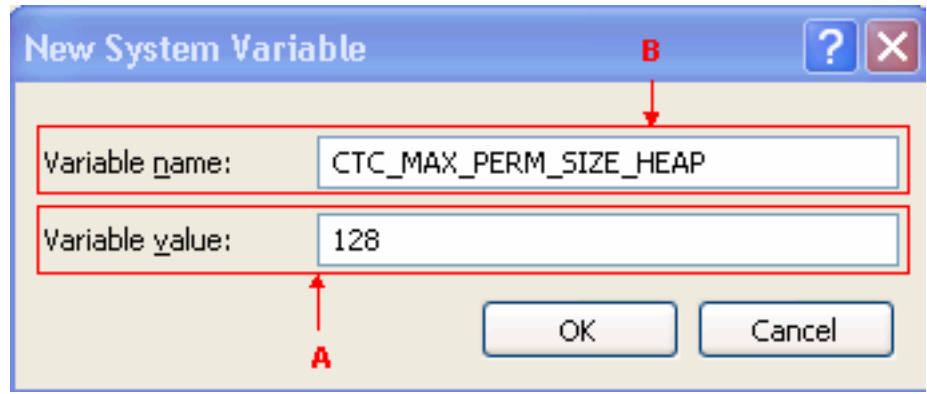 New System Variable
B
?
Variable name: CTC_MAX_PERM_SIZE_HEAP
Variable value: 128
A
OK Cancel